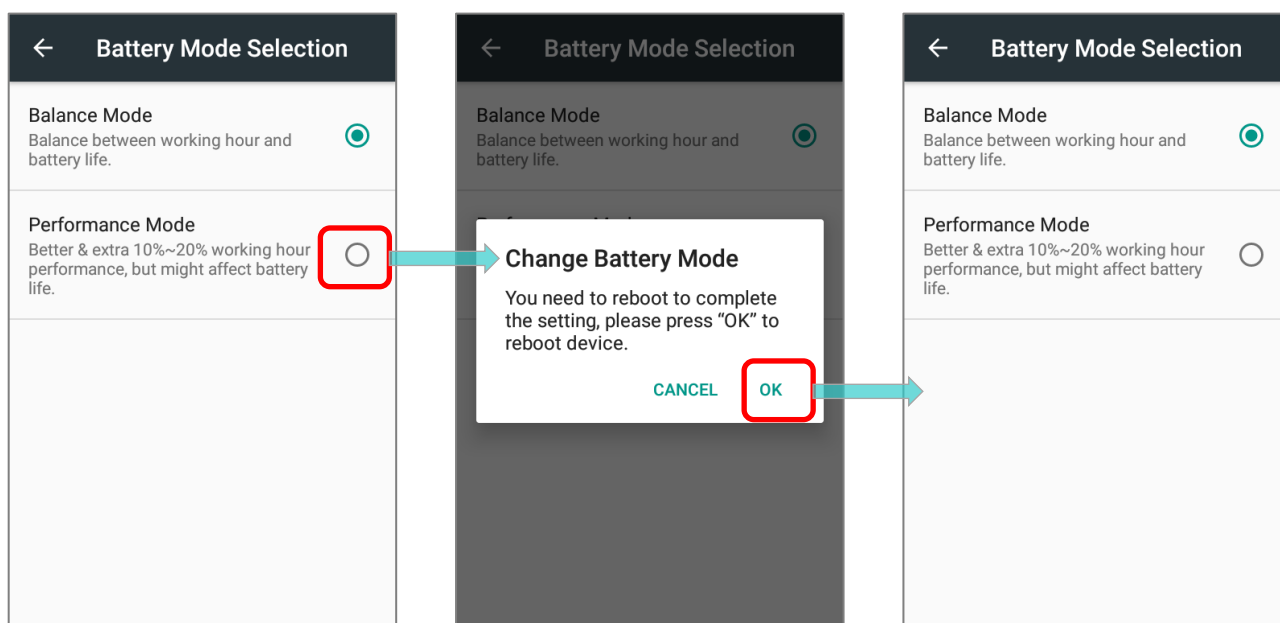 Battery Mode Selection
Balance Mode
Balance between working hour and
battery life.
Performance Mode
Better & extra 10%~20% working hour
performance, but might affect battery
life.
Battery Mode Selection
Balance Mode
Balance between working hour and
battery life.
Change Battery Mode
You need to reboot to complete
the setting, please press “OK” to
reboot device.
CANCEL OK
Battery Mode Selection
Balance Mode
Balance between working hour and
battery life.
Performance Mode
Better & extra 10%~20% working hour
performance, but might affect battery
life.